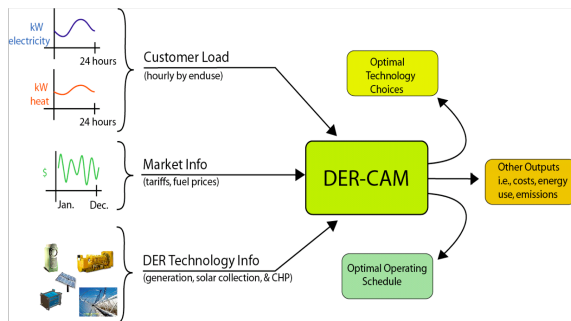 kW
electricity
24 hours
kW
heat
24 hours
Customer Load
(hourly by enduse)
$
Jan.
Dec.
Market Info
(tariffs, fuel prices)
DER Technology Info
(generation, solar collection, & CHP)
DER-CAM
Optimal
Technology
Choices
Other Outputs
i.e., costs, energy
use, emissions
Optimal Operating
Schedule